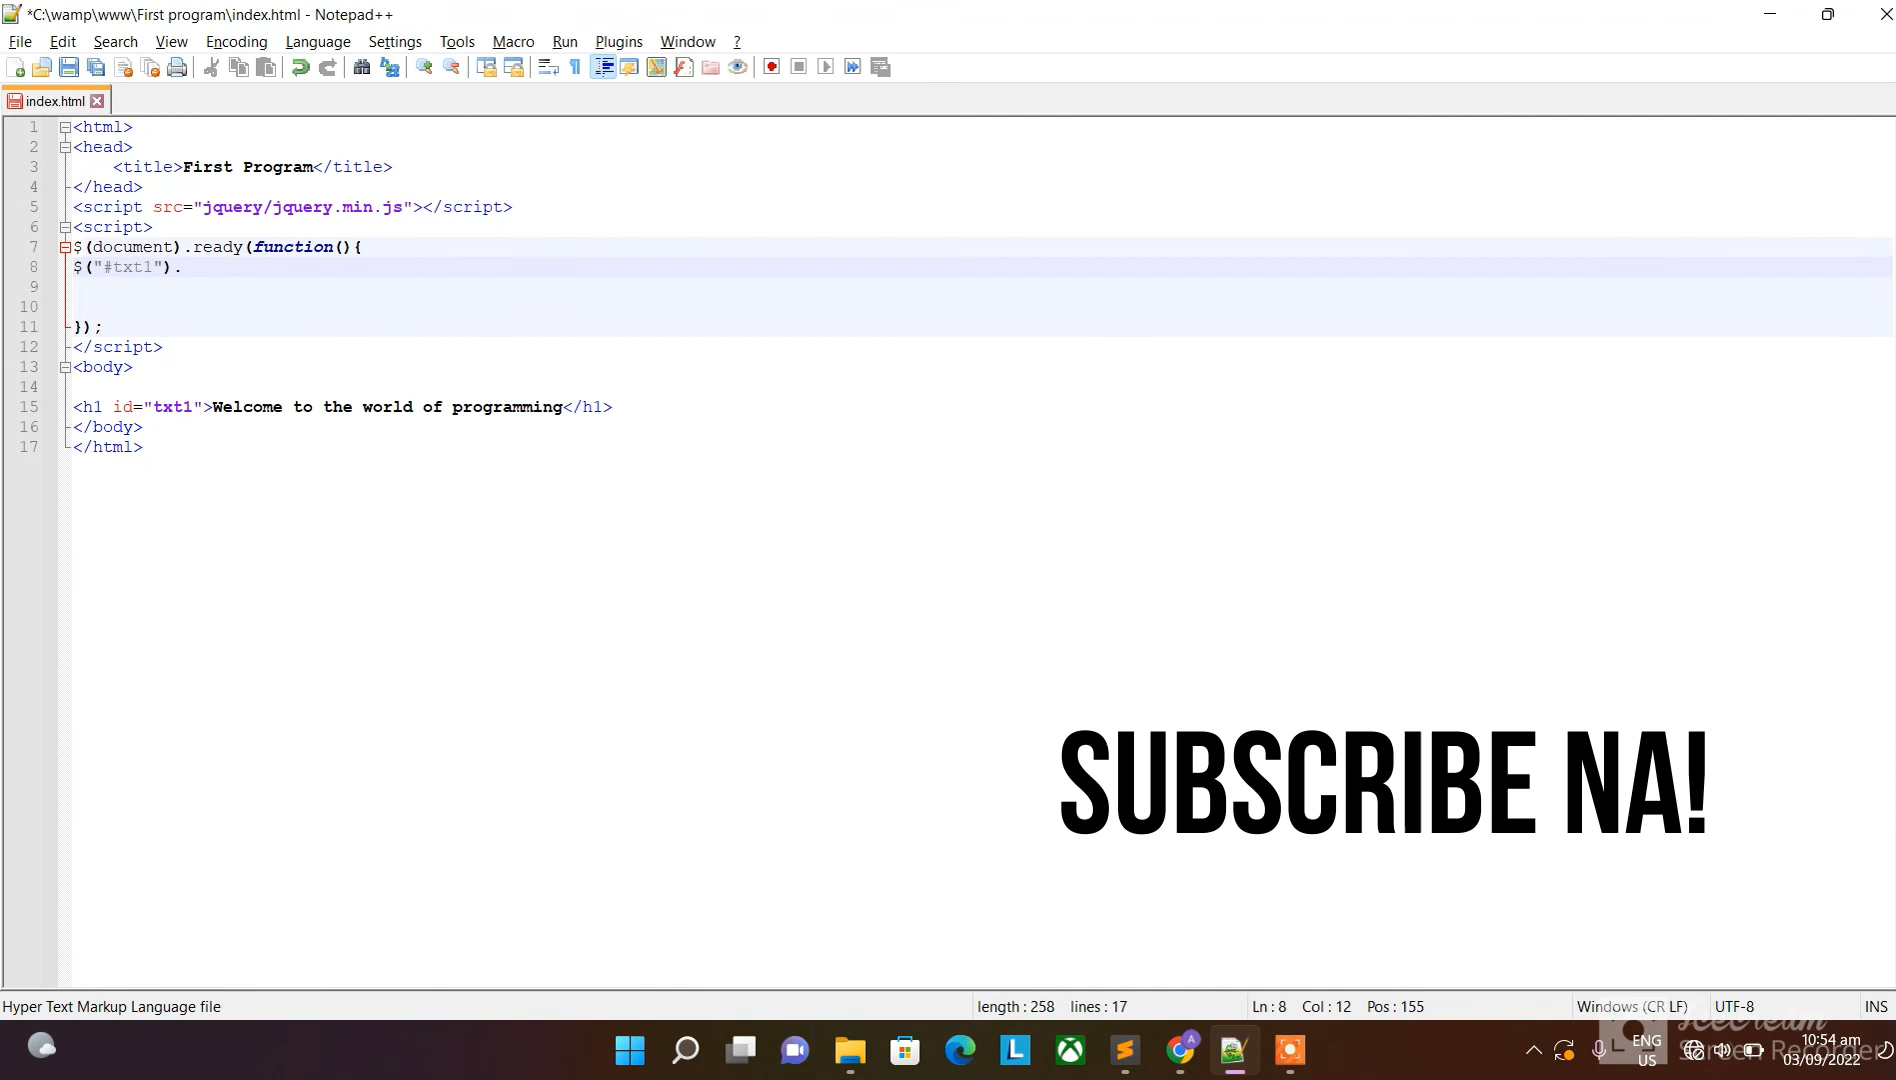 *C:\wamp\www\First program\index.html - Notepad++
File Edit Search View Encoding Language Settings Tools Macro Run Plugins Window ?
index.html
1 <html>
2 <head>
3 <title>First Program</title>
4 </head>
5 <script src="jquery/jquery.min.js"></script>
6 <script>
7 $(document).ready(function(){
8 $("#txt1").
9
10
11 });
12 </script>
13 <body>
14
15 <h1 id="txt1">Welcome to the world of programming</h1>
16 </body>
17 </html>
SUBSCRIBE NA!
Hyper Text Markup Language file length : 258 lines : 17 Ln : 8 Col : 12 Pos : 155 Windows (CR LF) UTF-8 INS
Icecream
Screen Recorder
ENG
US
10:54 am
03/09/2022